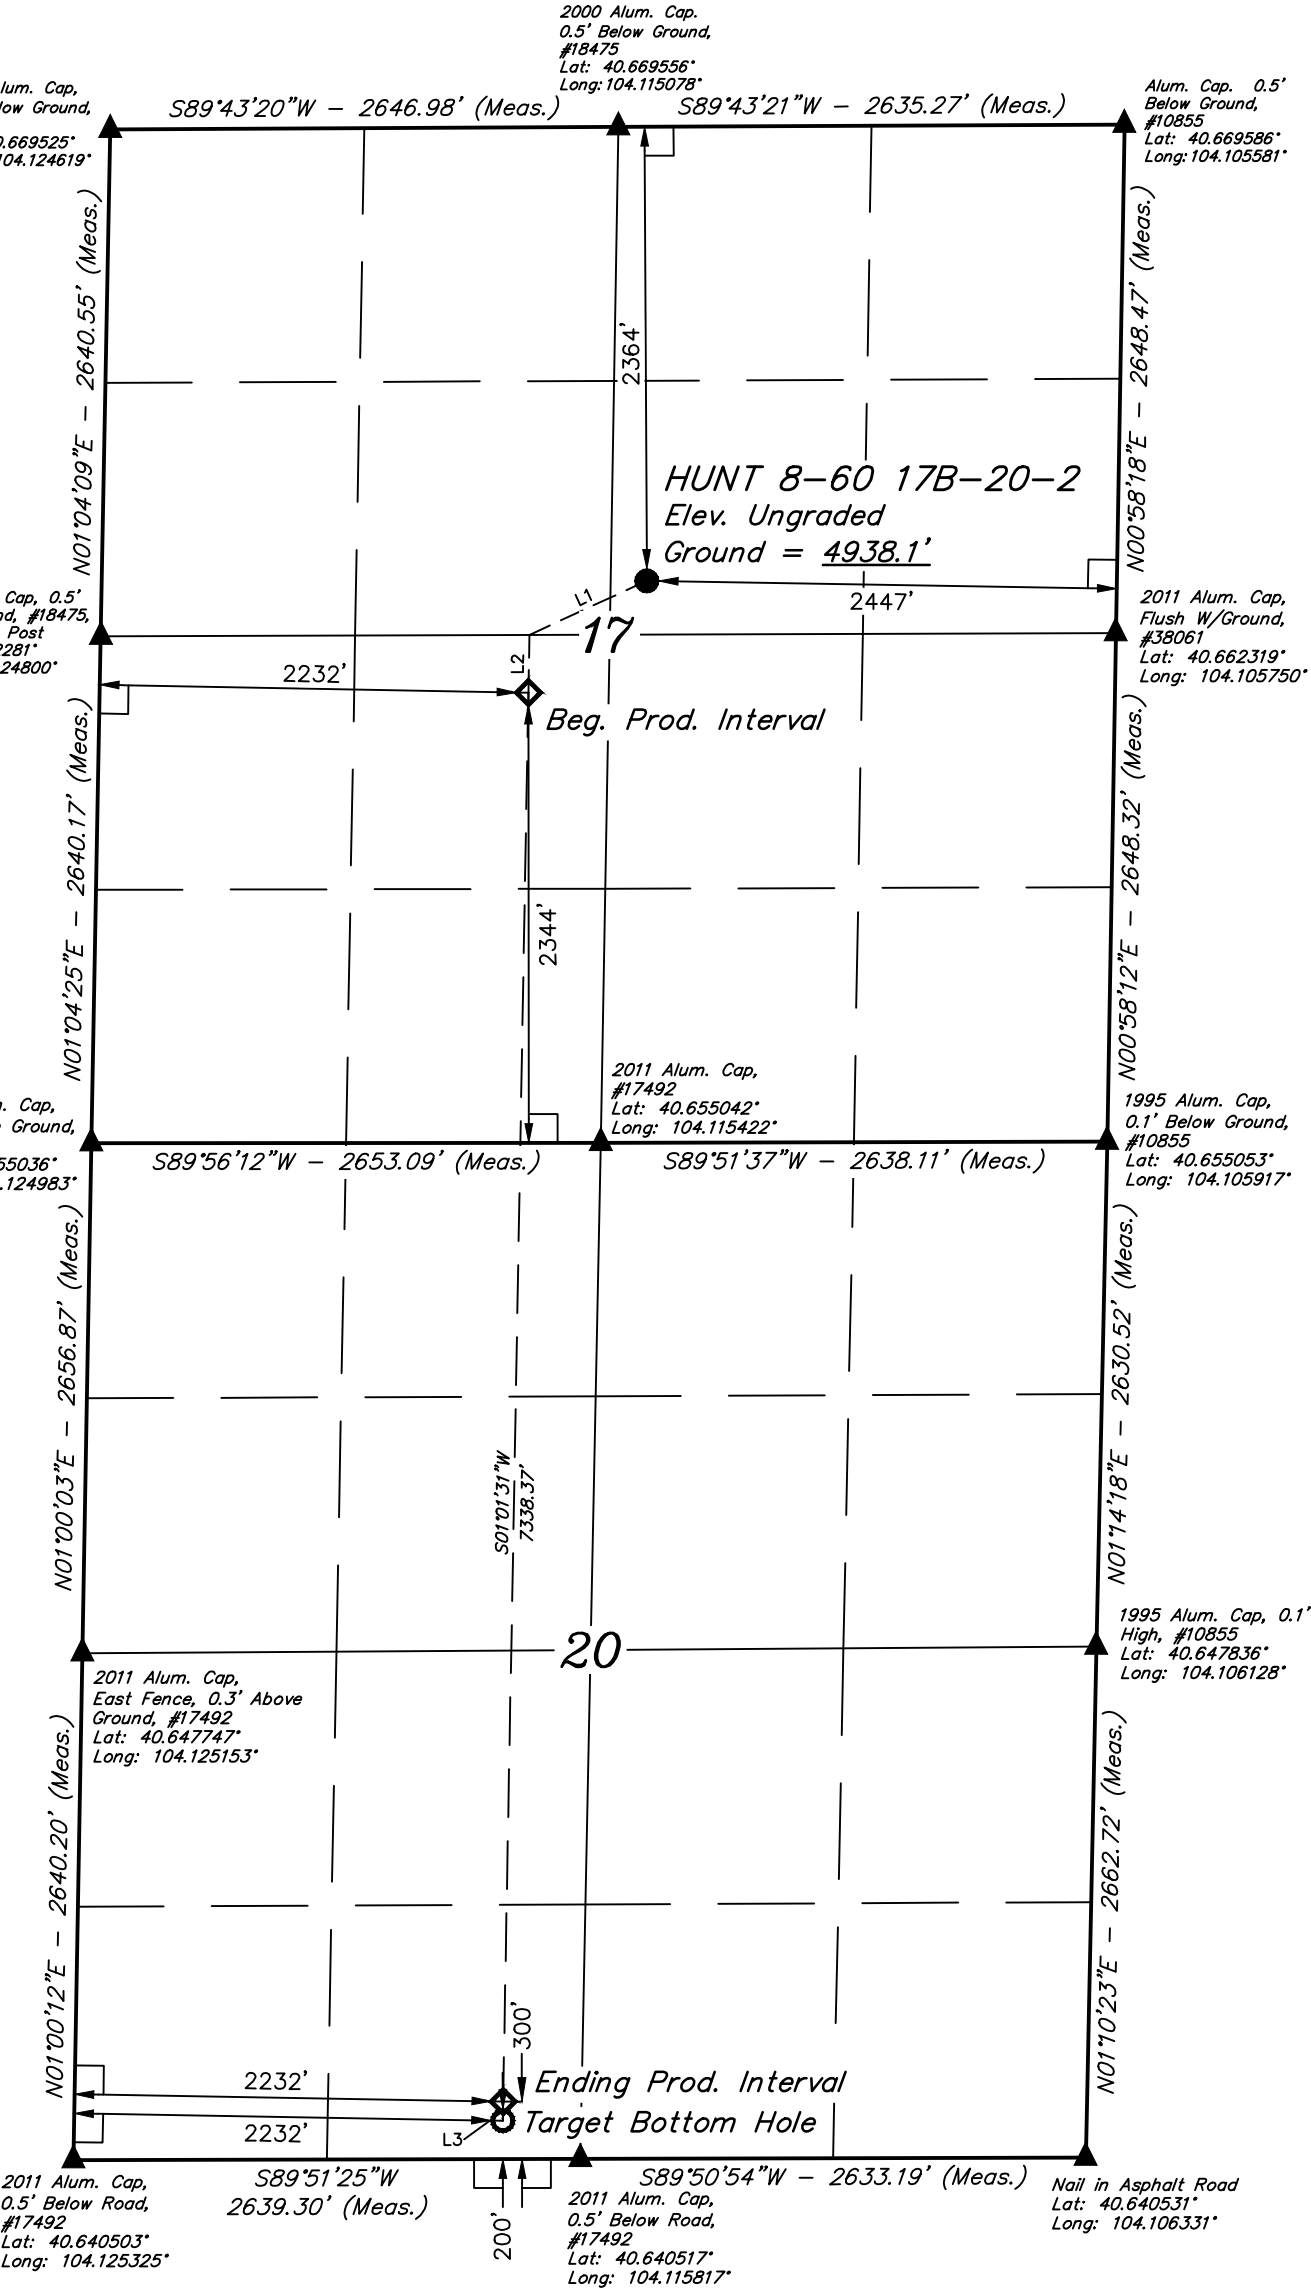 2000 Alum. Cap.
0.5' Below Ground,
#18475
Lat: 40.669556°
Long: 104.115078°
Cap,
Ground,
.669525°
104.124619°
S89°43'20"W - 2646.98' (Meas.)
S89°43'21"W - 2635.27' (Meas.)
Alum. Cap. 0.5'
Below Ground,
#10855
Lat: 40.669586°
Long: 104.105581°
N01°04'09"E - 2640.55' (Meas.)
N00°58'18"E - 2648.47' (Meas.)
2364'
HUNT 8-60 17B-20-2
Elev. Ungraded
Ground = 4938.1'
2447'
L1
17
Cap, 0.5'
#18475,
Post
2281°
24800°
2011 Alum. Cap,
Flush W/Ground,
#38061
Lat: 40.662319°
Long: 104.105750°
L2
2232'
Beg. Prod. Interval
N01°04'25"E - 2640.17' (Meas.)
N00°58'12"E - 2648.32' (Meas.)
2344'
2011 Alum. Cap,
#17492
Lat: 40.655042°
Long: 104.115422°
Cap,
Ground,
55036°
.124983°
S89°56'12"W - 2653.09' (Meas.)
S89°51'37"W - 2638.11' (Meas.)
1995 Alum. Cap,
0.1' Below Ground,
#10855
Lat: 40.655053°
Long: 104.105917°
N01°00'03"E - 2656.87' (Meas.)
N01°14'18"E - 2630.52' (Meas.)
S01°01'31"W
7338.37'
20
1995 Alum. Cap, 0.1'
High, #10855
Lat: 40.647836°
Long: 104.106128°
2011 Alum. Cap,
East Fence, 0.3' Above
Ground, #17492
Lat: 40.647747°
Long: 104.125153°
N01°00'12"E - 2640.20' (Meas.)
N01°10'23"E - 2662.72' (Meas.)
300'
2232'
Ending Prod. Interval
2232'
Target Bottom Hole
L3
S89°51'25"W
2639.30' (Meas.)
S89°50'54"W - 2633.19' (Meas.)
200'
2011 Alum. Cap,
0.5' Below Road,
#17492
Lat: 40.640503°
Long: 104.125325°
2011 Alum. Cap,
0.5' Below Road,
#17492
Lat: 40.640517°
Long: 104.115817°
Nail in Asphalt Road
Lat: 40.640531°
Long: 104.106331°